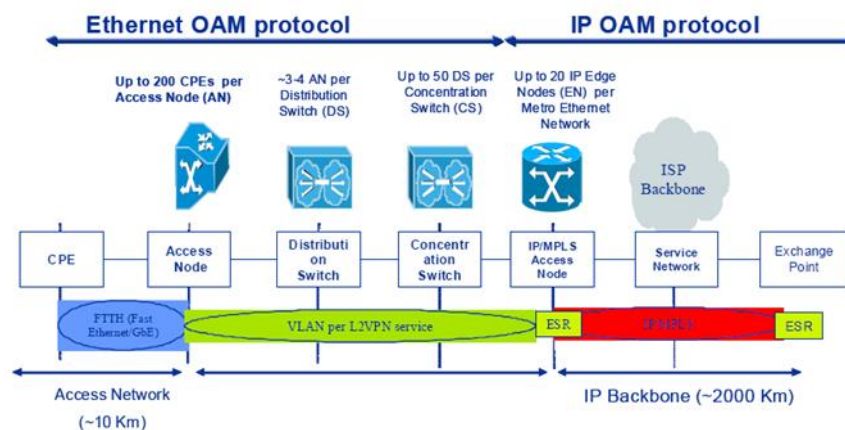 Ethernet OAM protocol
IP OAM protocol
Up to 200 CPEs per
Access Node (AN)
~3-4 AN per
Distribution
Switch (DS)
Up to 50 DS per
Concentration
Switch (CS)
Up to 20 IP Edge
Nodes (EN) per
Metro Ethernet
Network
ISP
Backbone
CPE
Access
Node
Distributi
on Switch
Concentr
ation
Switch
IP/MPLS
Access
Node
Service
Network
Exchange
Point
FTTH (Fast
Ethernet/GbE)
VLAN per L2VPN service
ESR
IP/MPLS
ESR
Access Network
(~10 Km)
IP Backbone (~2000 Km)